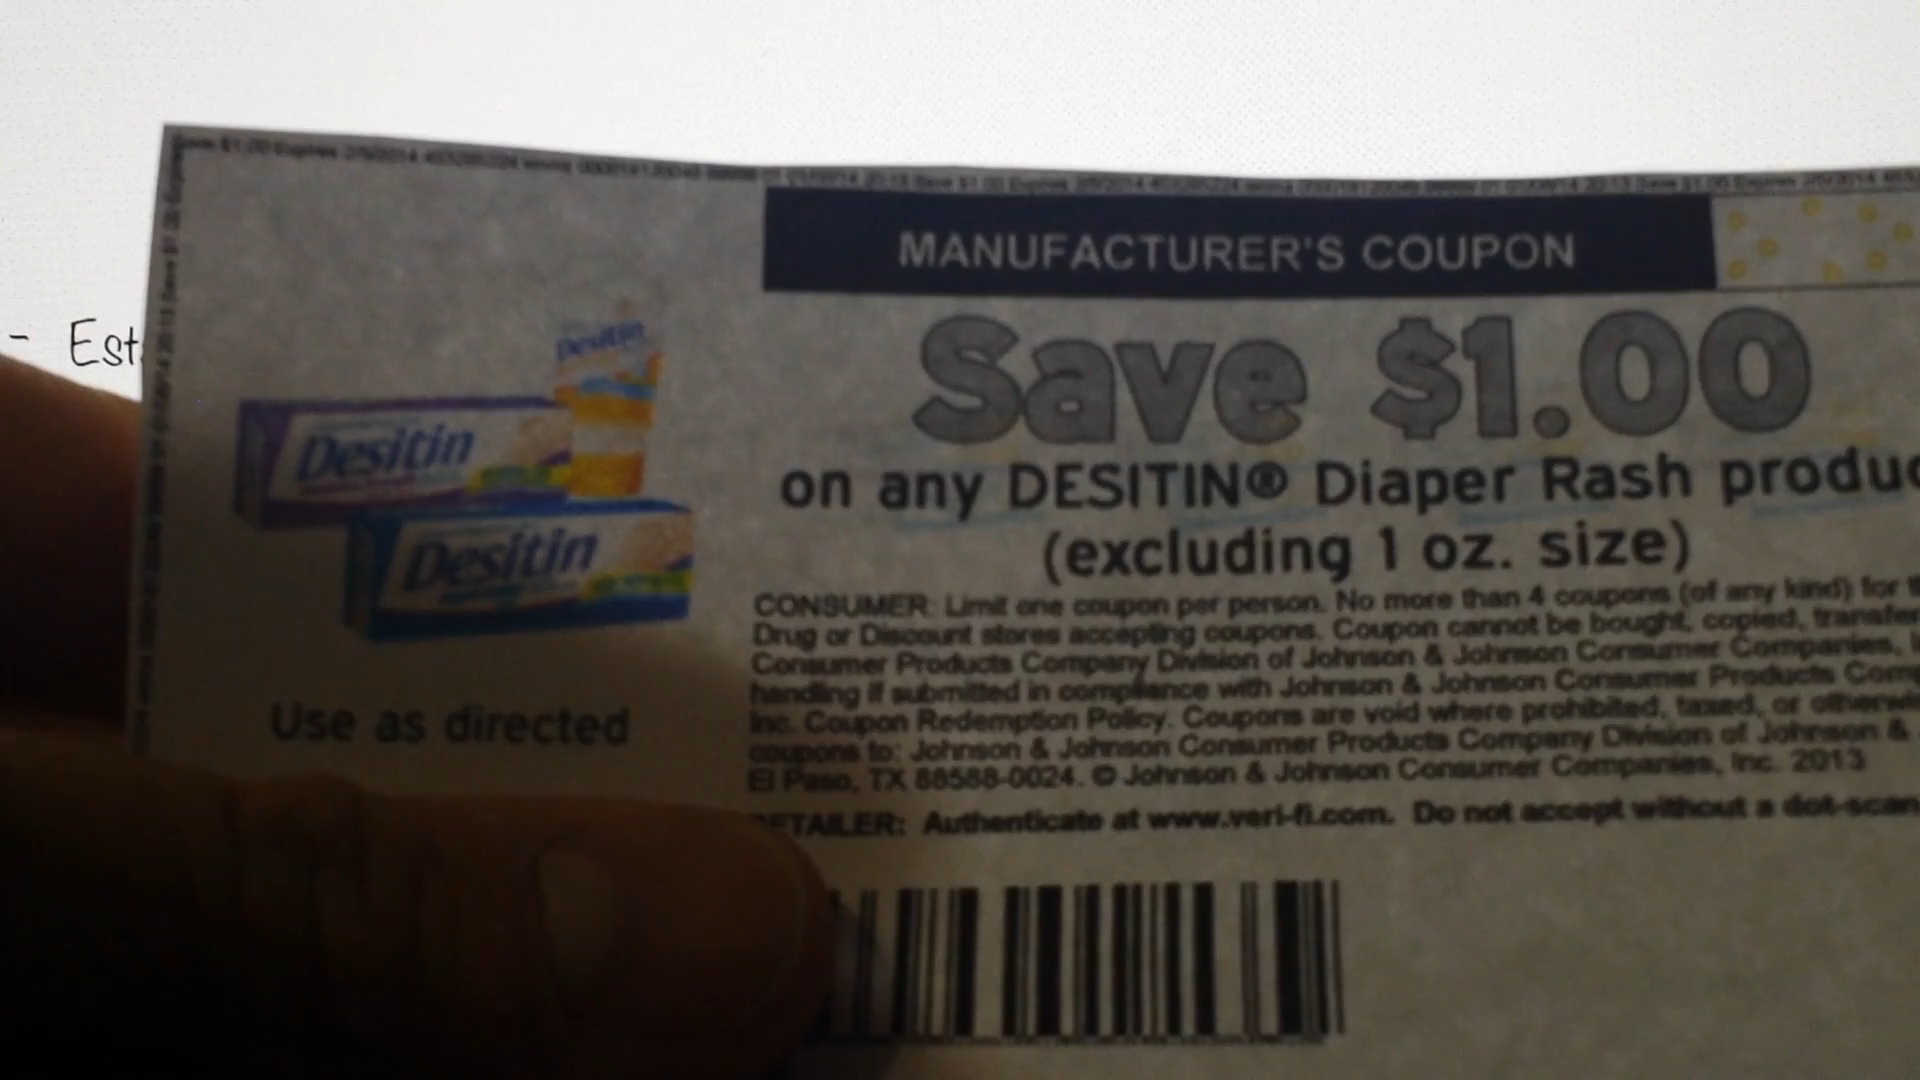 MANUFACTURER'S COUPON
- Est
Desitin
Desitin
Desitin
Use as directed
Save $1.00
on any DESITIN® Diaper Rash produc
(excluding 1 oz. size)
CONSUMER: Limit one coupon per person. No more than 4 coupons (of any kind) for
Drug or Discount stores accepting coupons. Coupon cannot be bought, copied, transfer
Consumer Products Company Division of Johnson & Johnson Consumer Companies,
handling if submitted in compliance with Johnson & Johnson Consumer Products Comp
Inc. Coupon Redemption Policy. Coupons are void where prohibited, taxed, or otherwi
coupons to: Johnson & Johnson Consumer Products Company Division of Johnson &
El Paso, TX 88588-0024. © Johnson & Johnson Consumer Companies, Inc. 2013
ETAILER: Authenticate at www.veri-fi.com. Do not accept without a dot-scan